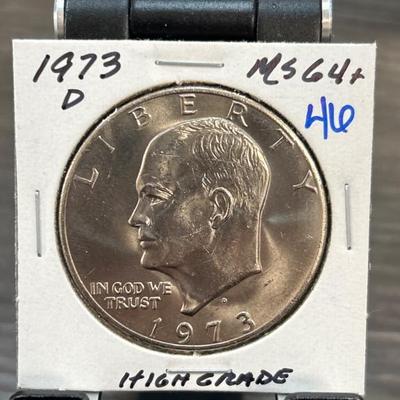 1973 MS64+
D
46
LIBERTY
IN GOD WE
TRUST
D
1973
HIGH GRADE